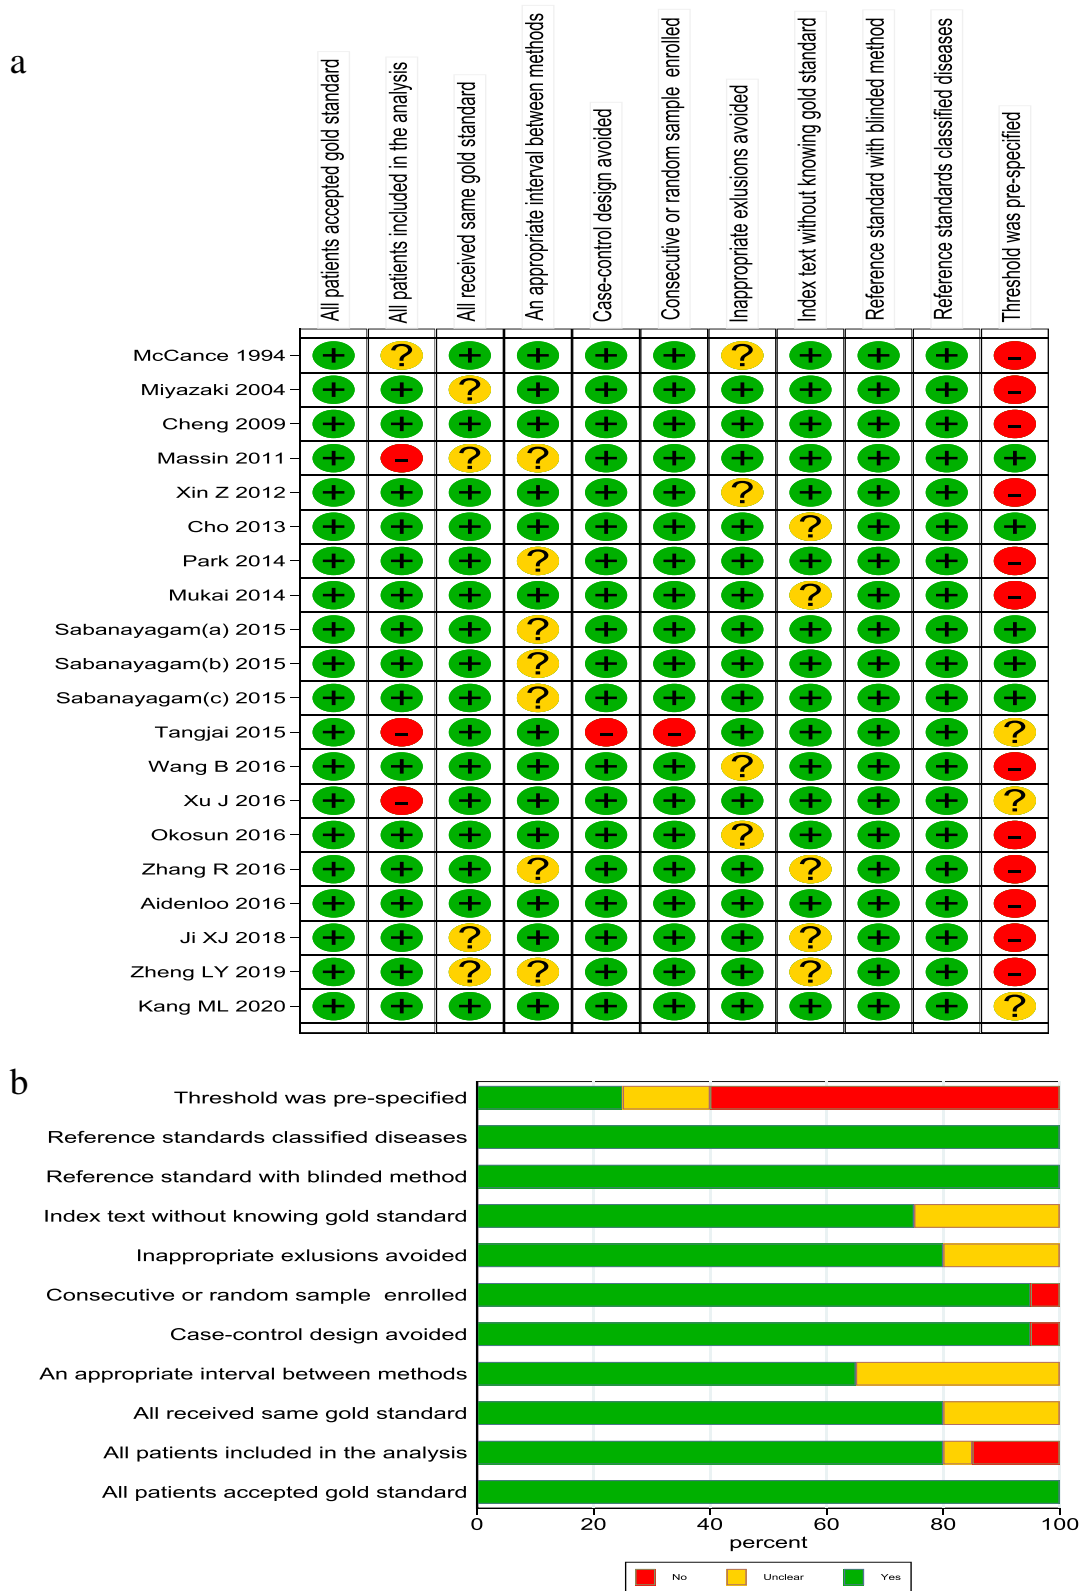 a
All patients accepted gold standard
All patients included in the analysis
All received same gold standard
An appropriate interval between methods
Case-control design avoided
Consecutive or random sample enrolled
Inappropriate exlusions avoided
Index text without knowing gold standard
Reference standard with blinded method
Reference standards classified diseases
Threshold was pre-specified
McCance 1994 + ? + + + + ? + + + -
Miyazaki 2004 + + ? + + + + + + + -
Cheng 2009 + + + + + + + + + + -
Massin 2011 + - ? ? + + + + + + +
Xin Z 2012 + + + + + + ? + + + -
Cho 2013 + + + + + + + ? + + +
Park 2014 + + + ? + + + + + + -
Mukai 2014 + + + + + + + ? + + -
Sabanayagam(a) 2015 + + + ? + + + + + + +
Sabanayagam(b) 2015 + + + ? + + + + + + +
Sabanayagam(c) 2015 + + + ? + + + + + + +
Tangjai 2015 + - + + - - + + + + ?
Wang B 2016 + + + + + + ? + + + -
Xu J 2016 + - + + + + + + + + ?
Okosun 2016 + + + + + + ? + + + -
Zhang R 2016 + + + ? + + + ? + + -
Aidenloo 2016 + + + + + + + + + + -
Ji XJ 2018 + + ? + + + + ? + + -
Zheng LY 2019 + + ? ? + + + ? + + -
Kang ML 2020 + + + + + + + + + + ?
b
Threshold was pre-specified
Reference standards classified diseases
Reference standard with blinded method
Index text without knowing gold standard
Inappropriate exlusions avoided
Consecutive or random sample enrolled
Case-control design avoided
An appropriate interval between methods
All received same gold standard
All patients included in the analysis
All patients accepted gold standard
0 20 40 60 80 100
percent
No Unclear Yes